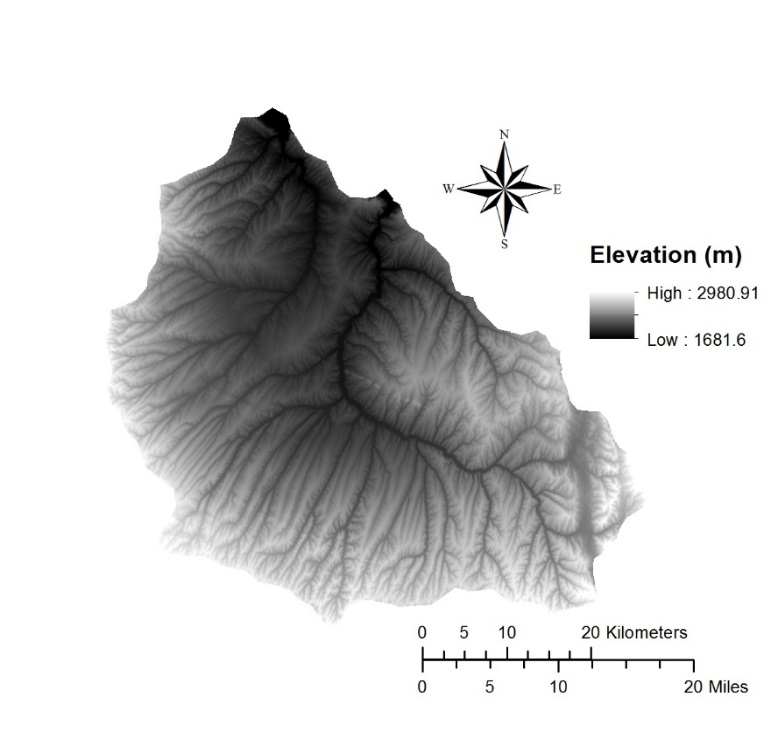 N
W E
S
Elevation (m)
High : 2980.91
Low : 1681.6
0 5 10 20 Kilometers
0 5 10 20 Miles